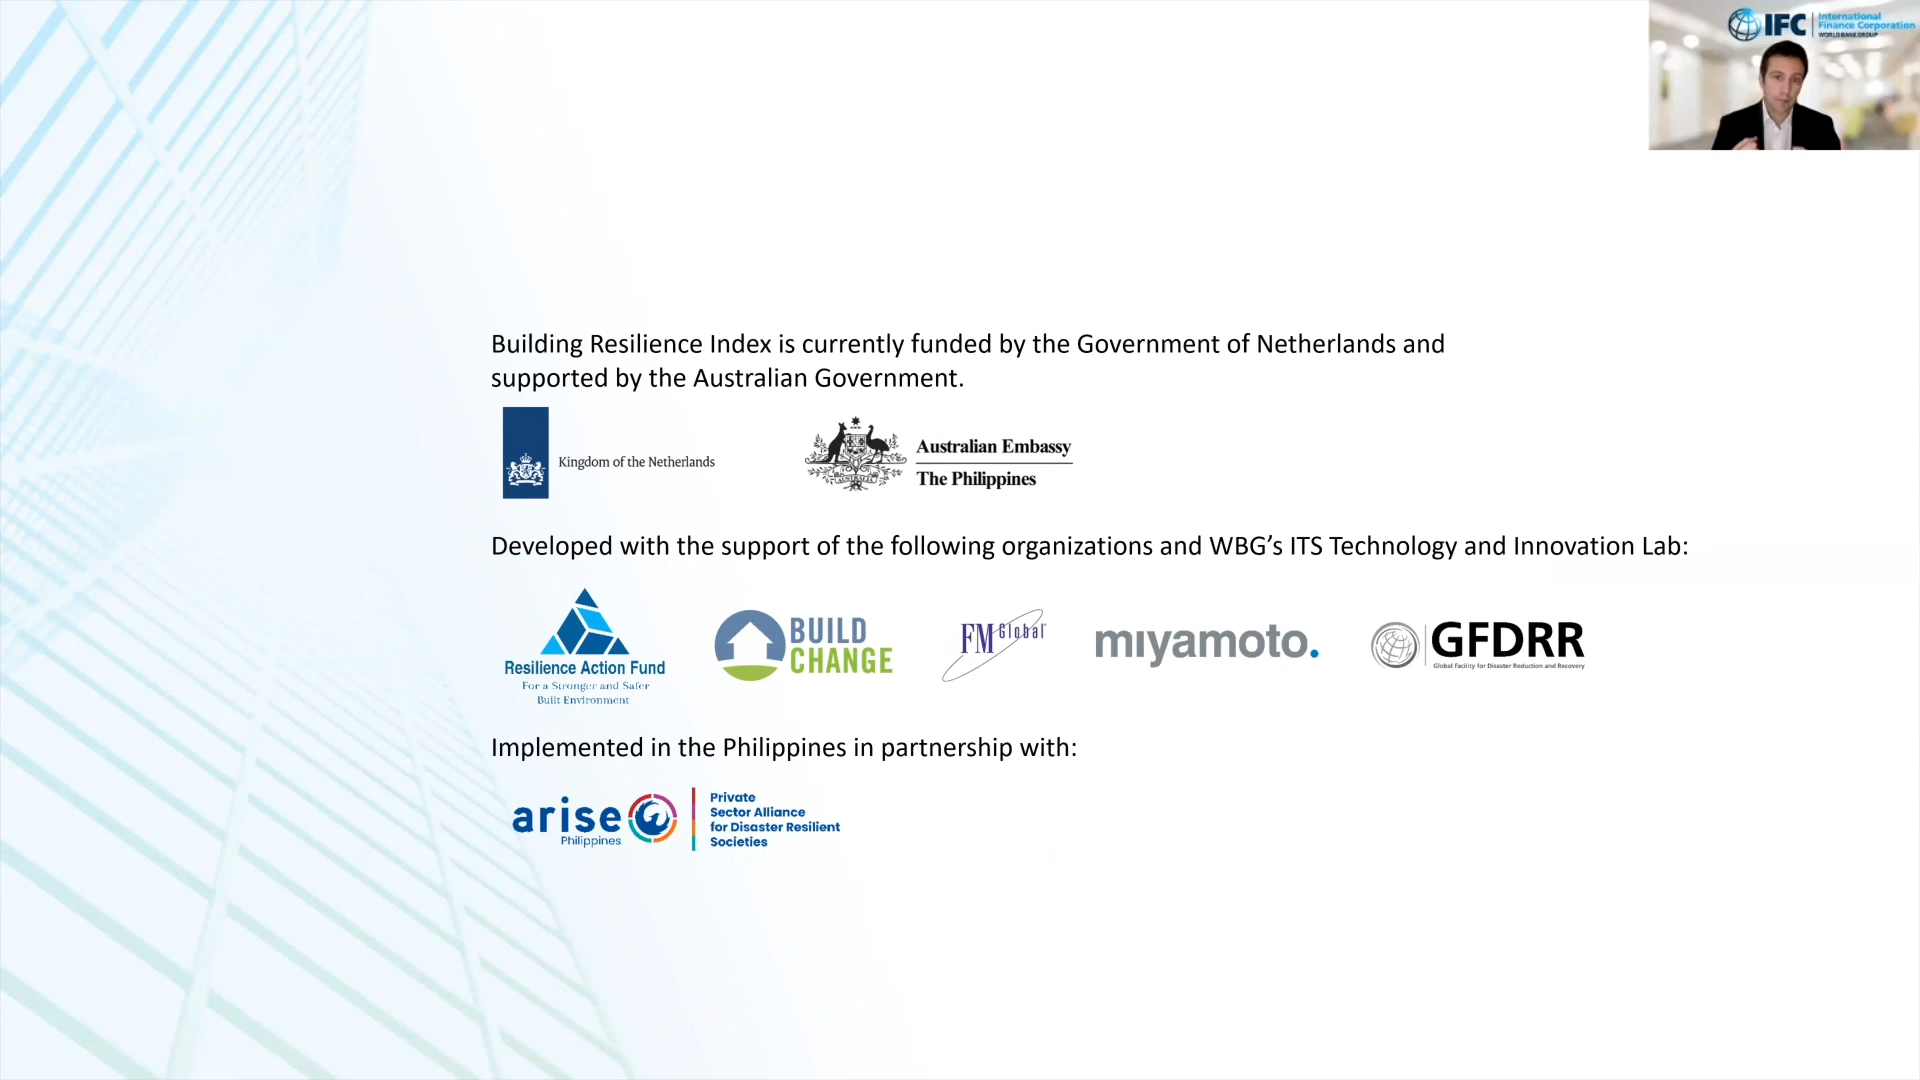 IFC
International
Finance Corporation
WORLD BANK GROUP
Building Resilience Index is currently funded by the Government of Netherlands and
supported by the Australian Government.
Kingdom of the Netherlands
AUSTRALIA
Australian Embassy
The Philippines
Developed with the support of the following organizations and WBG’s ITS Technology and Innovation Lab:
Resilience Action Fund
For a Stronger and Safer
Built Environment
BUILD
CHANGE
FM Global
miyamoto.
GFDRR
Global Facility for Disaster Reduction and Recovery
Implemented in the Philippines in partnership with:
arise
Philippines
Private
Sector Alliance
for Disaster Resilient
Societies